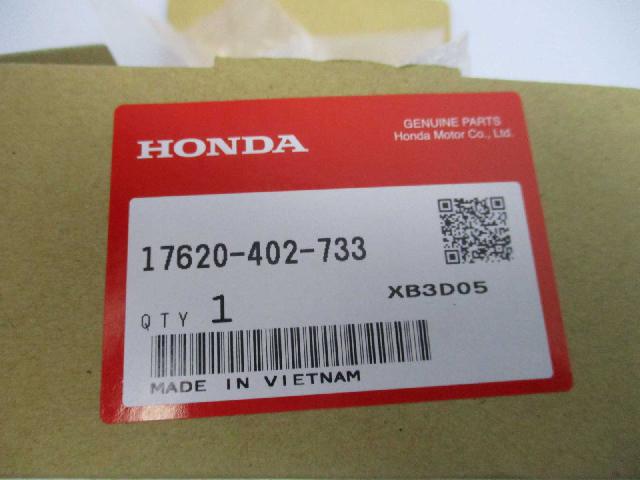 HONDA
GENUINE PARTS
Honda Motor Co., Ltd.
17620-402-733
XB3D05
QTY 1
MADE IN VIETNAM